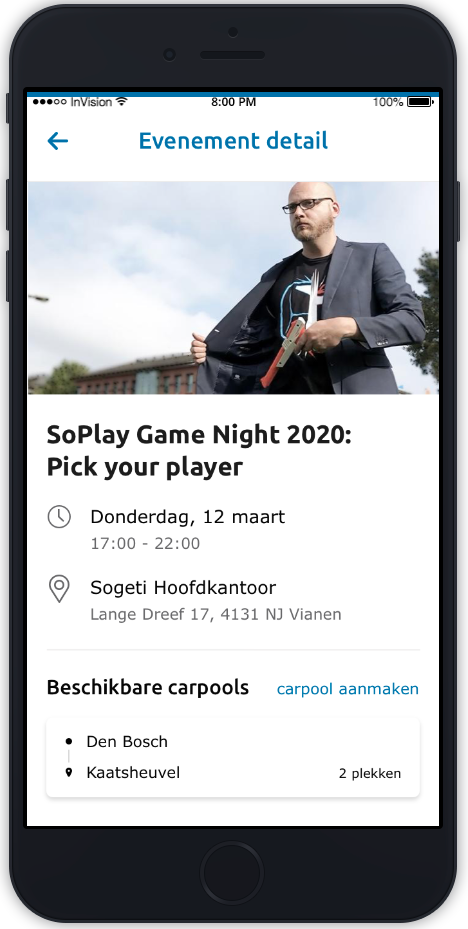 InVision
8:00 PM
100%
Evenement detail
SoPlay Game Night 2020:
Pick your player
Donderdag, 12 maart
17:00 - 22:00
Sogeti Hoofdkantoor
Lange Dreef 17, 4131 NJ Vianen
Beschikbare carpools
carpool aanmaken
Den Bosch
Kaatsheuvel
2 plekken